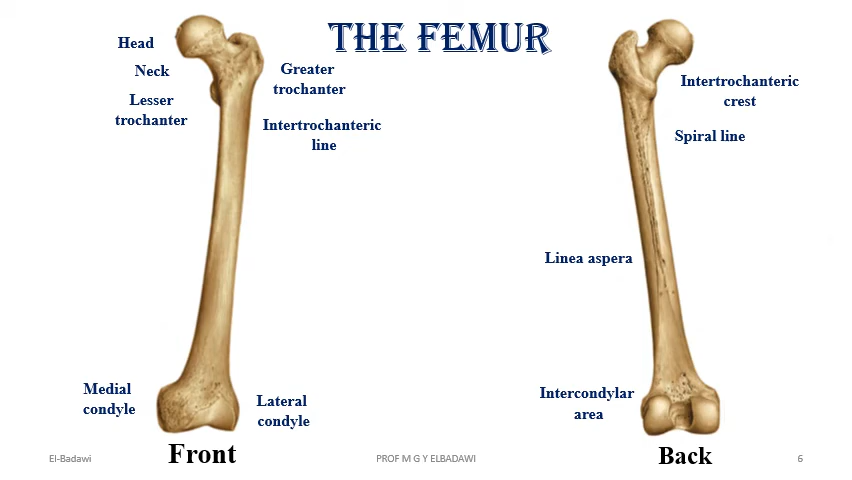 THE FEMUR
Head
Neck
Lesser
trochanter
Greater
trochanter
Intertrochanteric
line
Medial
condyle
Lateral
condyle
Front
Intertrochanteric
crest
Spiral line
Linea aspera
Intercondylar
area
Back
El-Badawi
PROF M G Y ELBADAWI
6